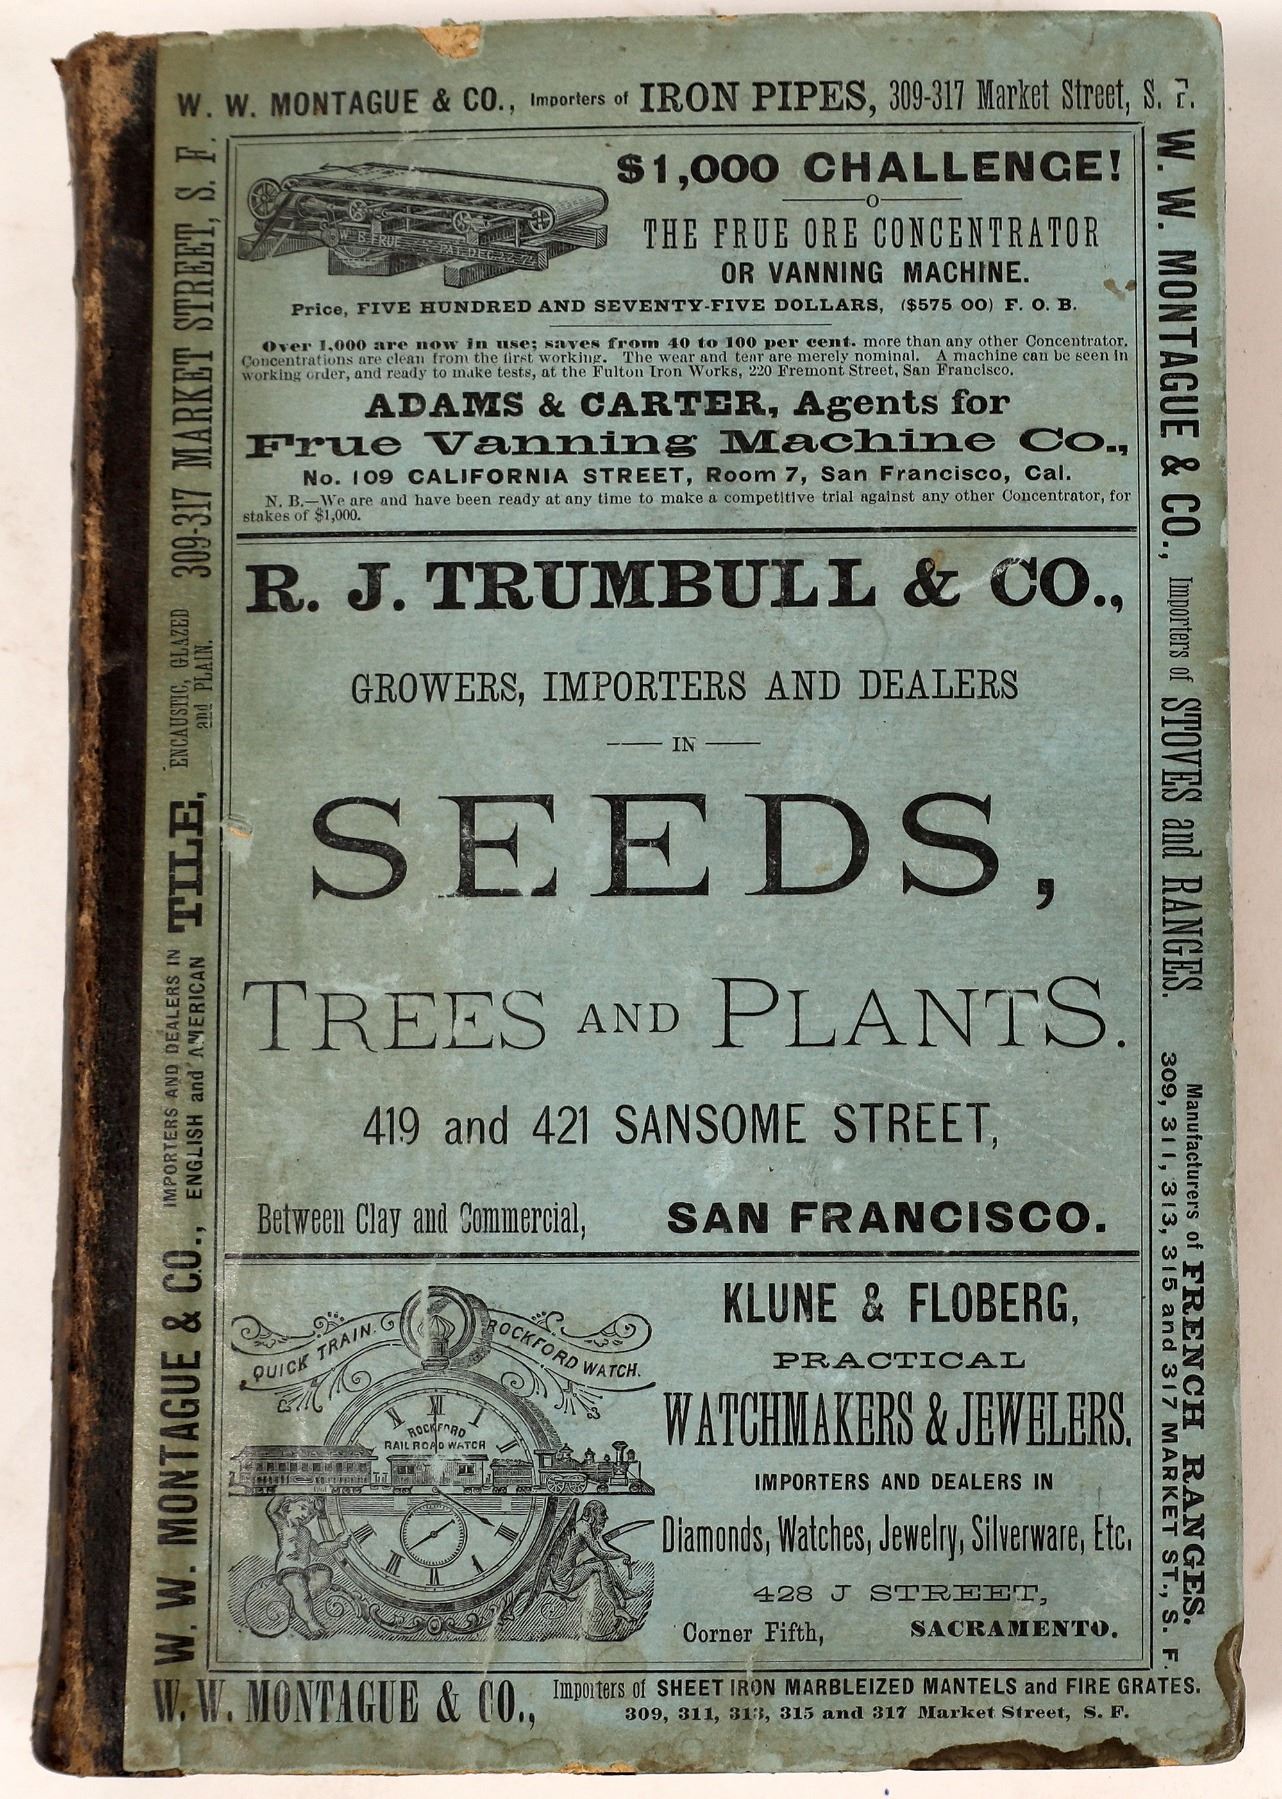 W. W. MONTAGUE & CO., Importers of IRON PIPES, 309-317 Market Street, S. F.
$1,000 CHALLENGE!
O
THE FRUE ORE CONCENTRATOR
OR VANNING MACHINE.
W. B. FRUE PAT. DEC. 22. 72
Price, FIVE HUNDRED AND SEVENTY-FIVE DOLLARS, ($575 00) F. O. B.
Over 1,000 are now in use; saves from 40 to 100 per cent. more than any other Concentrator.
Concentrations are clean from the first working. The wear and tear are merely nominal. A machine can be seen in
working order, and ready to make tests, at the Fulton Iron Works, 220 Fremont Street, San Francisco.
ADAMS & CARTER, Agents for
Frue Vanning Machine Co.,
No. 109 CALIFORNIA STREET, Room 7, San Francisco, Cal.
N. B.—We are and have been ready at any time to make a competitive trial against any other Concentrator, for
stakes of $1,000.
R. J. TRUMBULL & CO.,
GROWERS, IMPORTERS AND DEALERS
IN
SEEDS,
TREES AND PLANTS.
419 and 421 SANSOME STREET,
Between Clay and Commercial, SAN FRANCISCO.
QUICK TRAIN. ROCKFORD WATCH.
ROCKFORD
RAIL ROAD WATCH
KLUNE & FLOBERG,
PRACTICAL
WATCHMAKERS & JEWELERS.
IMPORTERS AND DEALERS IN
Diamonds, Watches, Jewelry, Silverware, Etc.
428 J STREET,
Corner Fifth, SACRAMENTO.
W. W. MONTAGUE & CO., IMPORTERS AND DEALERS IN
ENGLISH and AMERICAN TILE, ENCAUSTIC, GLAZED
and PLAIN. 309-317 MARKET STREET, S. F.
W. W. MONTAGUE & CO., Importers of STOVES and RANGES. Manufacturers of FRENCH RANGES.
309, 311, 313, 315 and 317 MARKET ST., S. F.
W. W. MONTAGUE & CO., Importers of SHEET IRON MARBLEIZED MANTELS and FIRE GRATES.
309, 311, 313, 315 and 317 Market Street, S. F.